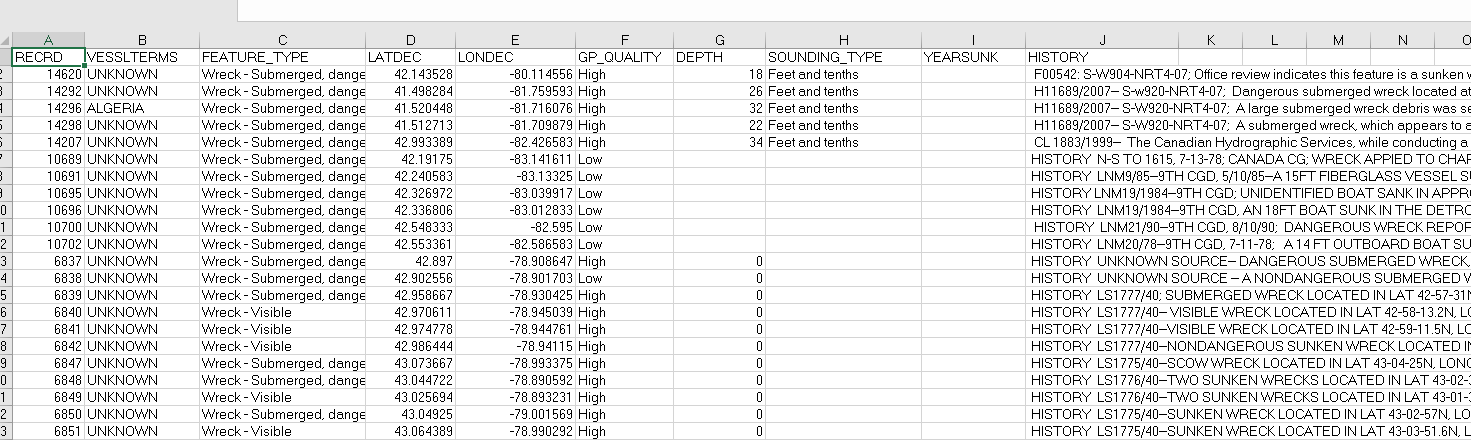 A B C D E F G H I J K L M N O
RECRD VESSLTERMS FEATURE_TYPE LATDEC LONDEC GP_QUALITY DEPTH SOUNDING_TYPE YEARSUNK HISTORY
2 14620 UNKNOWN Wreck - Submerged, dange 42.143528 -80.114556 High 18 Feet and tenths F00542: S-W904-NRT4-07; Office review indicates this feature is a sunken w
3 14292 UNKNOWN Wreck - Submerged, dange 41.498284 -81.759593 High 26 Feet and tenths H11689/2007-- S-w920-NRT4-07; Dangerous submerged wreck located at
4 14296 ALGERIA Wreck - Submerged, dange 41.520448 -81.716076 High 32 Feet and tenths H11689/2007-- S-W920-NRT4-07; A large submerged wreck debris was se
5 14298 UNKNOWN Wreck - Submerged, dange 41.512713 -81.709879 High 22 Feet and tenths H11689/2007-- S-W920-NRT4-07; A submerged wreck, which appears to a
6 14207 UNKNOWN Wreck - Submerged, dange 42.993389 -82.426583 High 34 Feet and tenths CL 1883/1999-- The Canadian Hydrographic Services, while conducting a
7 10689 UNKNOWN Wreck - Submerged, dange 42.19175 -83.141611 Low HISTORY N-S TO 1615, 7-13-78; CANADA CG; WRECK APPIED TO CHAR
8 10691 UNKNOWN Wreck - Submerged, dange 42.240583 -83.13325 Low HISTORY LNM9/85--9TH CGD, 5/10/85--A 15FT FIBERGLASS VESSEL SU
9 10695 UNKNOWN Wreck - Submerged, dange 42.326972 -83.039917 Low HISTORY LNM19/1984--9TH CGD; UNIDENTIFIED BOAT SANK IN APPR
0 10696 UNKNOWN Wreck - Submerged, dange 42.336806 -83.012833 Low HISTORY LNM19/1984--9TH CGD, AN 18FT BOAT SUNK IN THE DETRO
1 10700 UNKNOWN Wreck - Submerged, dange 42.548333 -82.595 Low HISTORY LNM21/90--9TH CGD, 8/10/90; DANGEROUS WRECK REPOR
2 10702 UNKNOWN Wreck - Submerged, dange 42.553361 -82.586583 Low HISTORY LNM20/78--9TH CGD, 7-11-78; A 14 FT OUTBOARD BOAT SU
3 6837 UNKNOWN Wreck - Submerged, dange 42.897 -78.908647 High 0 HISTORY UNKNOWN SOURCE-- DANGEROUS SUBMERGED WRECK,
4 6838 UNKNOWN Wreck - Submerged, dange 42.902556 -78.901703 Low 0 HISTORY UNKNOWN SOURCE -- A NONDANGEROUS SUBMERGED W
5 6839 UNKNOWN Wreck - Submerged, dange 42.958667 -78.930425 High 0 HISTORY LS1777/40; SUBMERGED WRECK LOCATED IN LAT 42-57-31N
6 6840 UNKNOWN Wreck - Visible 42.970611 -78.945039 High 0 HISTORY LS1777/40-- VISIBLE WRECK LOCATED IN LAT 42-58-13.2N, LO
7 6841 UNKNOWN Wreck - Visible 42.974778 -78.944761 High 0 HISTORY LS1777/40--VISIBLE WRECK LOCATED IN LAT 42-59-11.5N, LO
8 6842 UNKNOWN Wreck - Visible 42.986444 -78.94115 High 0 HISTORY LS1777/40--NONDANGEROUS SUNKEN WRECK LOCATED IN
9 6847 UNKNOWN Wreck - Submerged, dange 43.073667 -78.993375 High 0 HISTORY LS1775/40--SCOW WRECK LOCATED IN LAT 43-04-25N, LONG
0 6848 UNKNOWN Wreck - Submerged, dange 43.044722 -78.890592 High 0 HISTORY LS1776/40--TWO SUNKEN WRECKS LOCATED IN LAT 43-02-
1 6849 UNKNOWN Wreck - Visible 43.025694 -78.893231 High 0 HISTORY LS1776/40--TWO SUNKEN WRECKS LOCATED IN LAT 43-01-3
2 6850 UNKNOWN Wreck - Submerged, dange 43.04925 -79.001569 High 0 HISTORY LS1775/40--SUNKEN WRECK LOCATED IN LAT 43-02-57N, LO
3 6851 UNKNOWN Wreck - Visible 43.064389 -78.990292 High 0 HISTORY LS1775/40--SUNKEN WRECK LOCATED IN LAT 43-03-51.6N, L